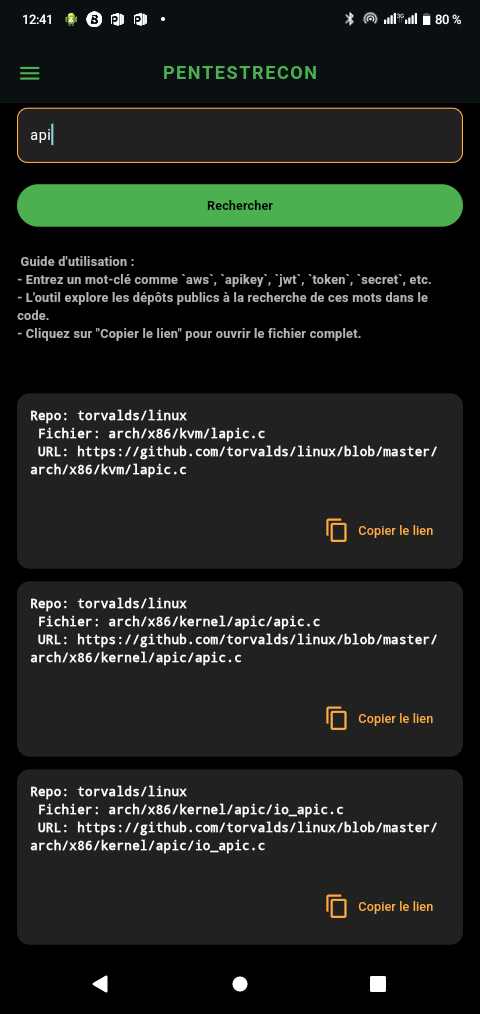 12:41
80 %
PENTESTRECON
api
Rechercher
Guide d'utilisation :
- Entrez un mot-clé comme `aws`, `apikey`, `jwt`, `token`, `secret`, etc.
- L'outil explore les dépôts publics à la recherche de ces mots dans le
code.
- Cliquez sur "Copier le lien" pour ouvrir le fichier complet.
Repo: torvalds/linux
Fichier: arch/x86/kvm/lapic.c
URL: https://github.com/torvalds/linux/blob/master/
arch/x86/kvm/lapic.c
Copier le lien
Repo: torvalds/linux
Fichier: arch/x86/kernel/apic/apic.c
URL: https://github.com/torvalds/linux/blob/master/
arch/x86/kernel/apic/apic.c
Copier le lien
Repo: torvalds/linux
Fichier: arch/x86/kernel/apic/io_apic.c
URL: https://github.com/torvalds/linux/blob/master/
arch/x86/kernel/apic/io_apic.c
Copier le lien